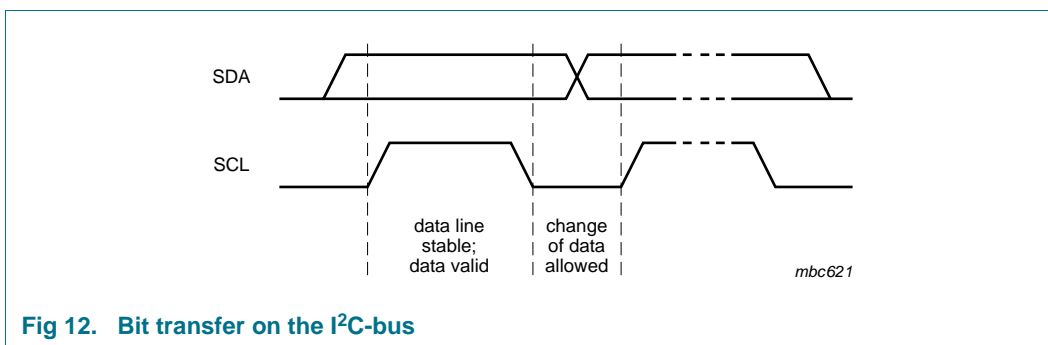 SDA
SCL
data line
stable;
data valid
change
of data
allowed
mbc621
Fig 12. Bit transfer on the I²C-bus